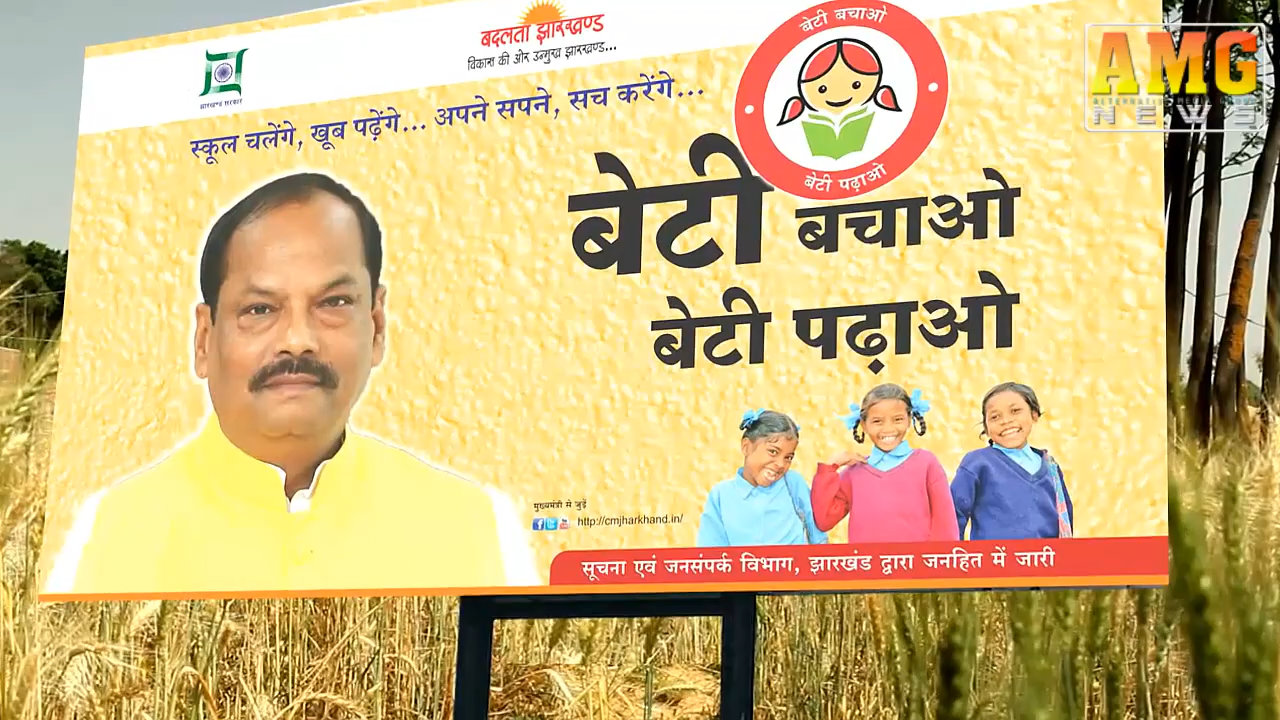 बदलता झारखण्ड
विकास की ओर उन्मुख झारखण्ड...
झारखण्ड सरकार
स्कूल चलेंगे, खूब पढ़ेंगे... अपने सपने, सच करेंगे...
बेटी बचाओ
बेटी पढ़ाओ
बेटी बचाओ
बेटी पढ़ाओ
मुख्यमंत्री से जुड़ें
http://cmjharkhand.in/
सूचना एवं जनसंपर्क विभाग, झारखंड द्वारा जनहित में जारी
AMG
NEWS